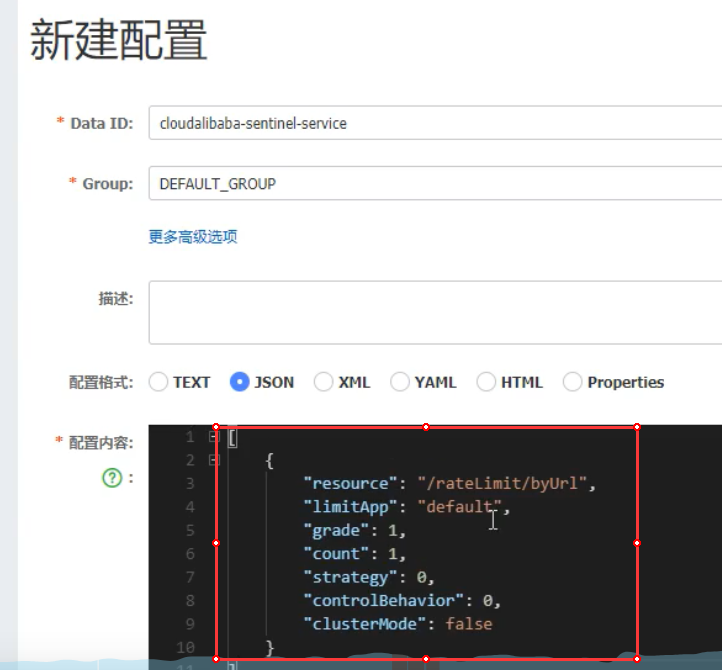 新建配置
* Data ID: cloudalibaba-sentinel-service
* Group: DEFAULT_GROUP
更多高级选项
描述:
配置格式: TEXT JSON XML YAML HTML Properties
* 配置内容:
? :
1 [
2 {
3 "resource": "/rateLimit/byUrl",
4 "limitApp": "default",
5 "grade": 1,
6 "count": 1,
7 "strategy": 0,
8 "controlBehavior": 0,
9 "clusterMode": false
10 }
11 ]